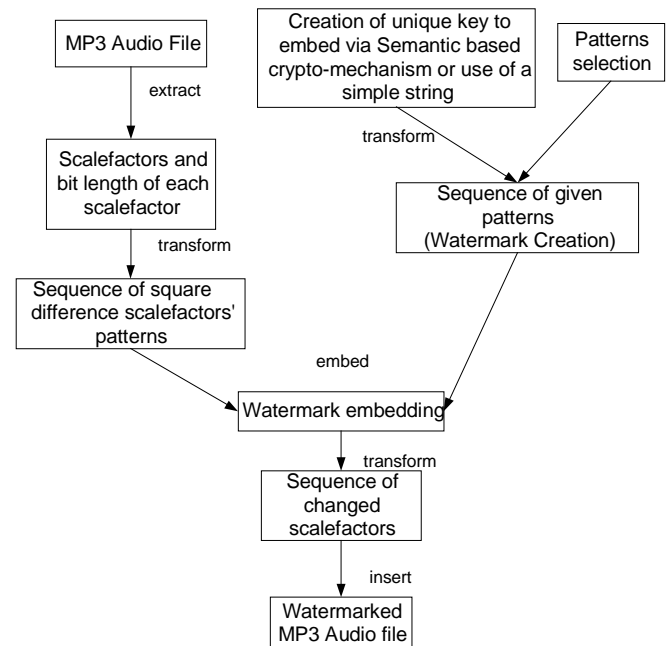 MP3 Audio File
Creation of unique key to
embed via Semantic based
crypto-mechanism or use of a
simple string
Patterns
selection
extract
transform
Scalefactors and
bit length of each
scalefactor
Sequence of given
patterns
(Watermark Creation)
transform
Sequence of square
difference scalefactors'
patterns
embed
Watermark embedding
transform
Sequence of
changed
scalefactors
insert
Watermarked
MP3 Audio file